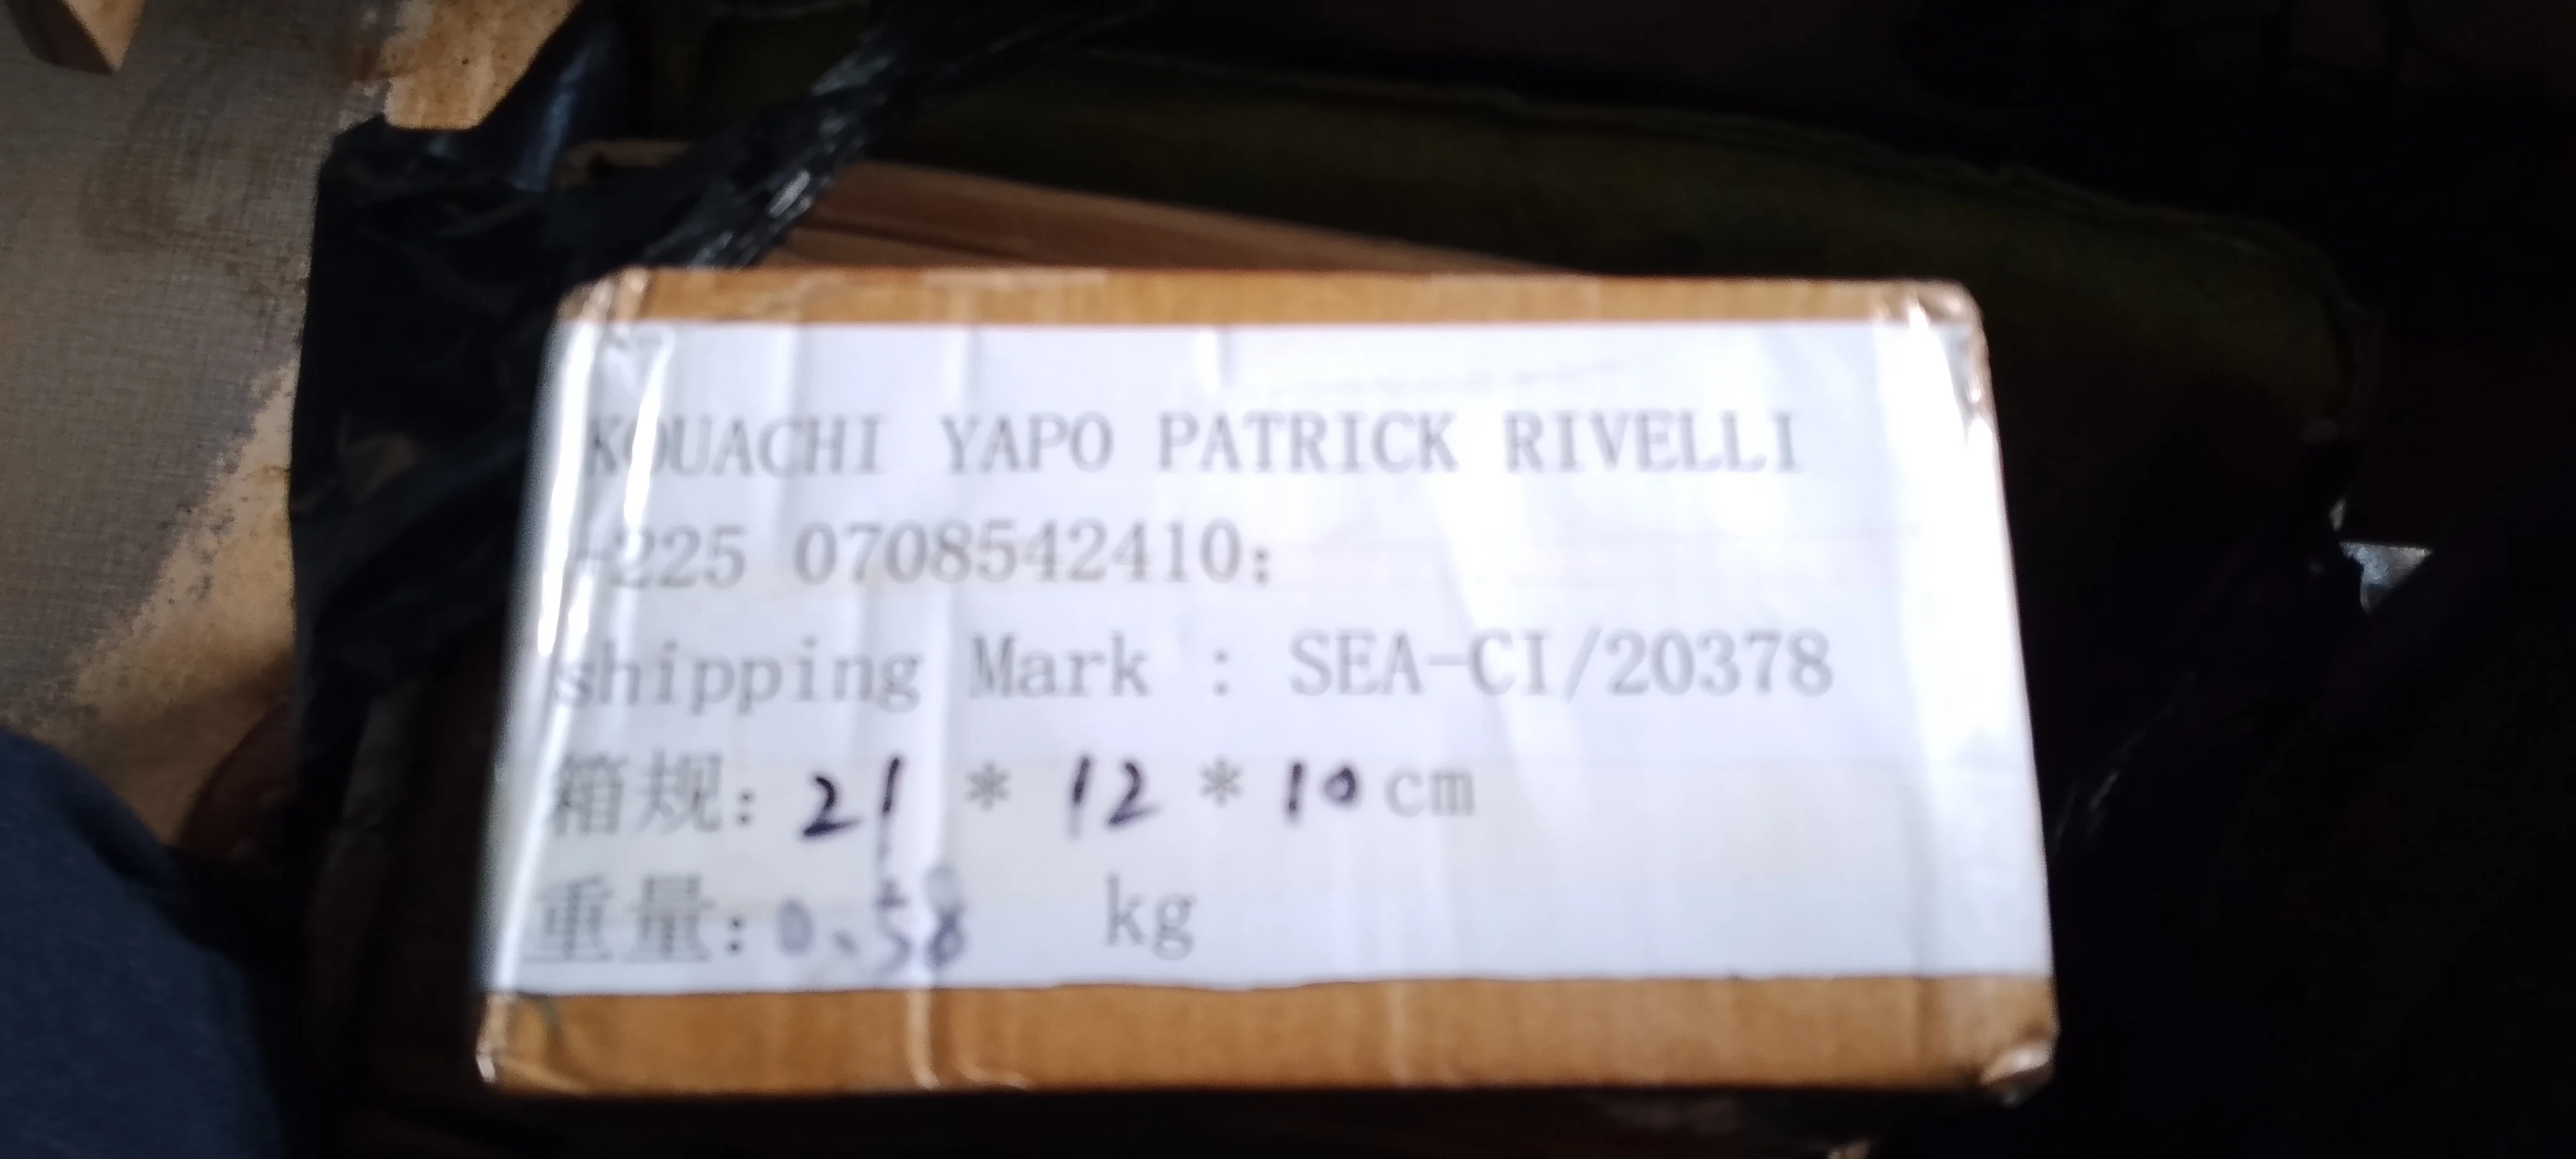 KOUACHI YAPO PATRICK RIVELLI
+225 0708542410;
shipping Mark : SEA-CI/20378
箱规: 21 * 12 * 10 cm
重量: 0.58 kg